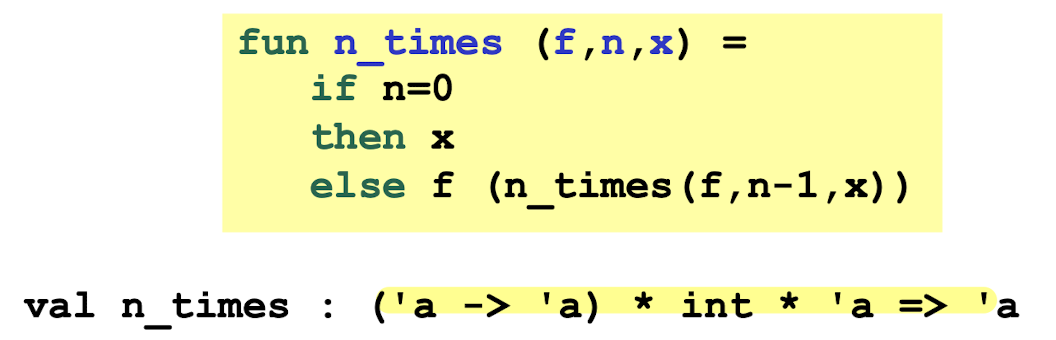 fun n_times (f,n,x) =
if n=0
then x
else f (n_times(f,n-1,x))
val n_times : ('a -> 'a) * int * 'a => 'a